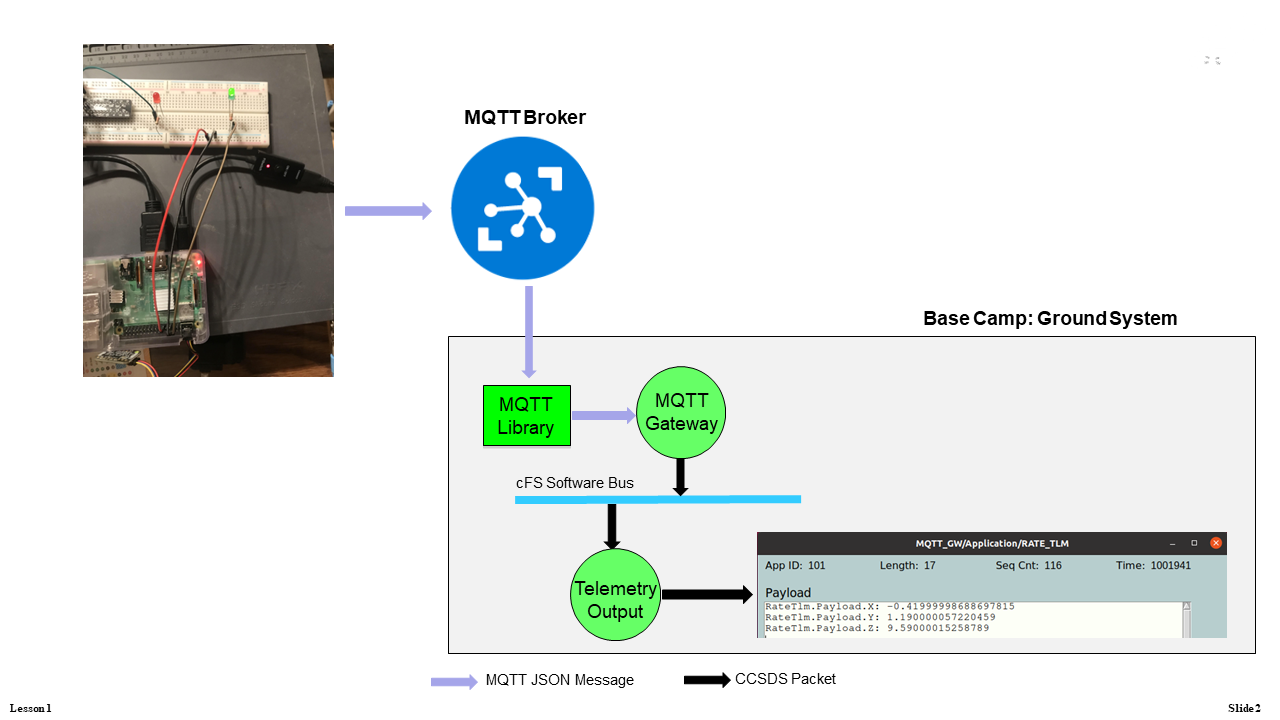 MQTT Broker
Base Camp: Ground System
MQTT
Library
MQTT
Gateway
cFS Software Bus
Telemetry
Output
MQTT_GW/Application/RATE_TLM
App ID: 101 Length: 17 Seq Cnt: 116 Time: 1001941
Payload
RateTlm.Payload.X: -0.41999998688697815
RateTlm.Payload.Y: 1.190000057220459
RateTlm.Payload.Z: 9.59000015258789
MQTT JSON Message
CCSDS Packet
Lesson 1
Slide 2